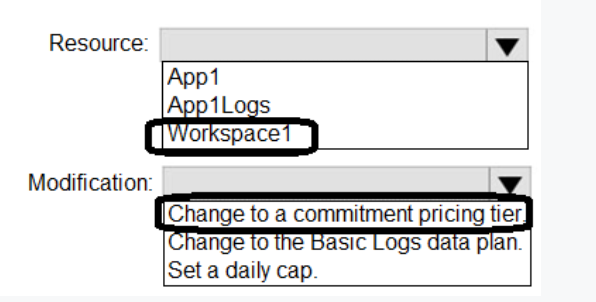 Resource:
App1
App1Logs
Workspace1
Modification:
Change to a commitment pricing tier.
Change to the Basic Logs data plan.
Set a daily cap.